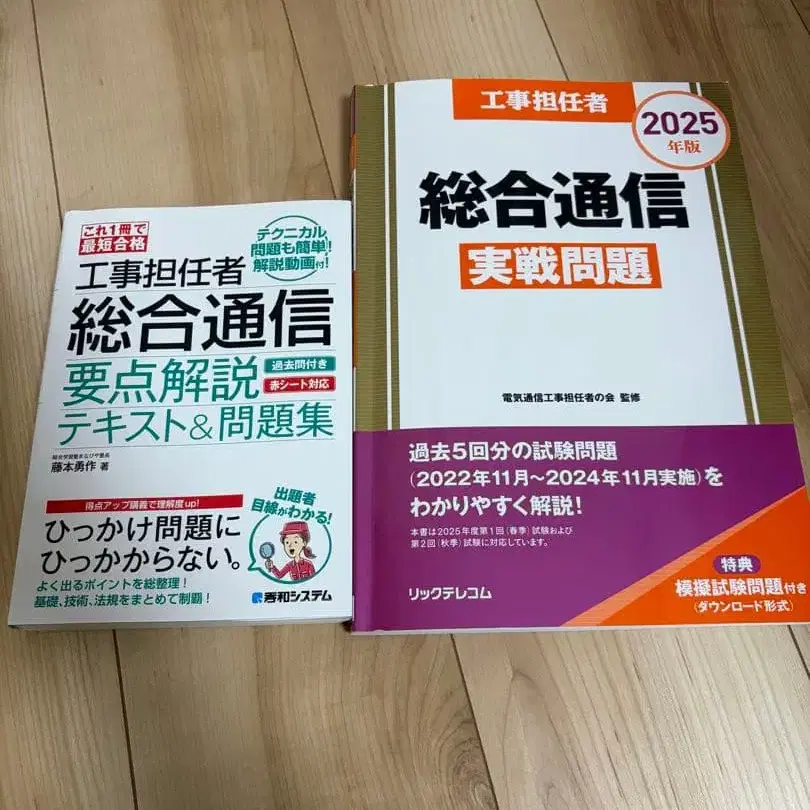 これ1冊で
最短合格
テクニカル
問題も簡単!
解説動画付!
工事担任者
総合通信
要点解説
過去問付き
赤シート対応
テキスト&問題集
藤本勇作 著
得点アップ講義で理解度up!
出題者
目線がわかる!
ひっかけ問題に
ひっかからない。
よく出るポイントを総整理!
基礎、技術、法規をまとめて制覇!
秀和システム
工事担任者
2025
年版
総合通信
実戦問題
電気通信工事担任者の会 監修
過去5回分の試験問題
(2022年11月〜2024年11月実施)を
わかりやすく解説!
本書は2025年度第1回(春季)試験および
第2回(秋季)試験に対応しています。
特典
模擬試験問題付き
(ダウンロード形式)
リックテレコム